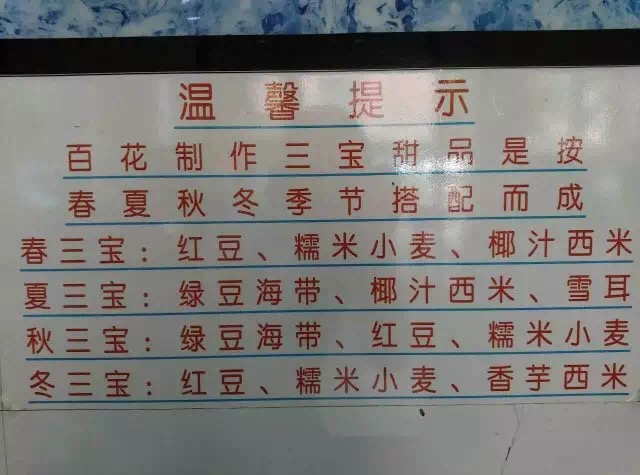 温馨提示
百花制作三宝甜品是按
春夏秋冬季节搭配而成
春三宝：红豆、糯米小麦、椰汁西米
夏三宝：绿豆海带、椰汁西米、雪耳
秋三宝：绿豆海带、红豆、糯米小麦
冬三宝：红豆、糯米小麦、香芋西米